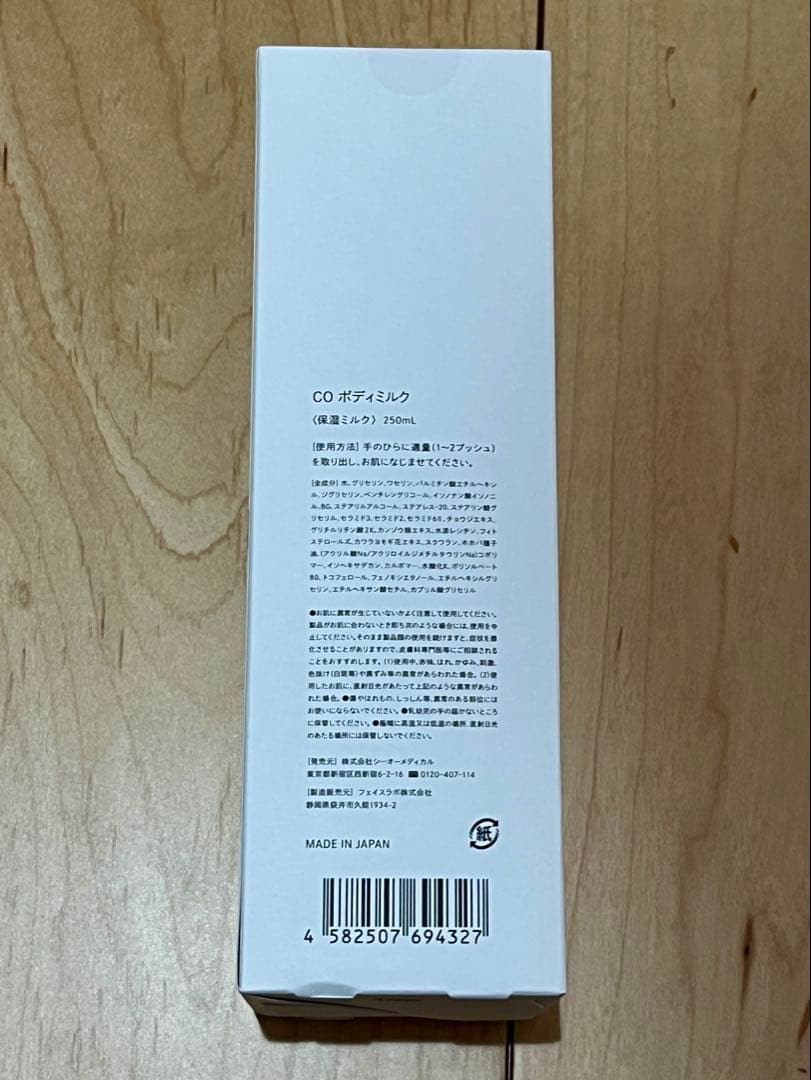 CO ボディミルク
〈保湿ミルク〉 250mL
[使用方法] 手のひらに適量(1〜2プッシュ)
を取り出し、お肌になじませてください。
[全成分] 水、グリセリン、ワセリン、パルミチン酸エチルヘキシ
ル、ジグリセリン、ペンチレングリコール、イソノナン酸イソノニ
ル、BG、ステアリルアルコール、ステアレス-20、ステアリン酸グ
リセリル、セラミド3、セラミド2、セラミド6Ⅱ、チョウジエキス、
グリチルリチン酸2K、カンゾウ根エキス、水添レシチン、フィト
ステロールズ、カワラヨモギ花エキス、スクワラン、ホホバ種子
油、(アクリル酸Na/アクリロイルジメチルタウリンNa)コポリ
マー、イソヘキサデカン、カルボマー、水酸化K、ポリソルベート
80、トコフェロール、フェノキシエタノール、エチルヘキシルグリ
セリン、エチルヘキサン酸セチル、カプリル酸グリセリル
●お肌に異常が生じていないかよく注意して使用してください。
製品がお肌に合わないとき即ち次のような場合には、使用を中
止してください。そのまま製品類の使用を続けますと、症状を悪
化させることがありますので、皮膚科専門医等にご相談される
ことをおすすめします。(1)使用中、赤味、はれ、かゆみ、刺激、
色抜け(白斑等)や黒ずみ等の異常があらわれた場合。(2)使
用したお肌に、直射日光があたって上記のような異常があらわ
れた場合。●傷やはれもの、しっしん等、異常のある部位には
お使いにならないでください。●乳幼児の手の届かないところ
に保管してください。●極端に高温又は低温の場所、直射日光
のあたる場所には保管しないでください。
[発売元] 株式会社シーオーメディカル
東京都新宿区西新宿6-2-16 0120-407-114
[製造販売元] フェイスラボ株式会社
静岡県袋井市久能1934-2
紙
MADE IN JAPAN
4 582507 694327